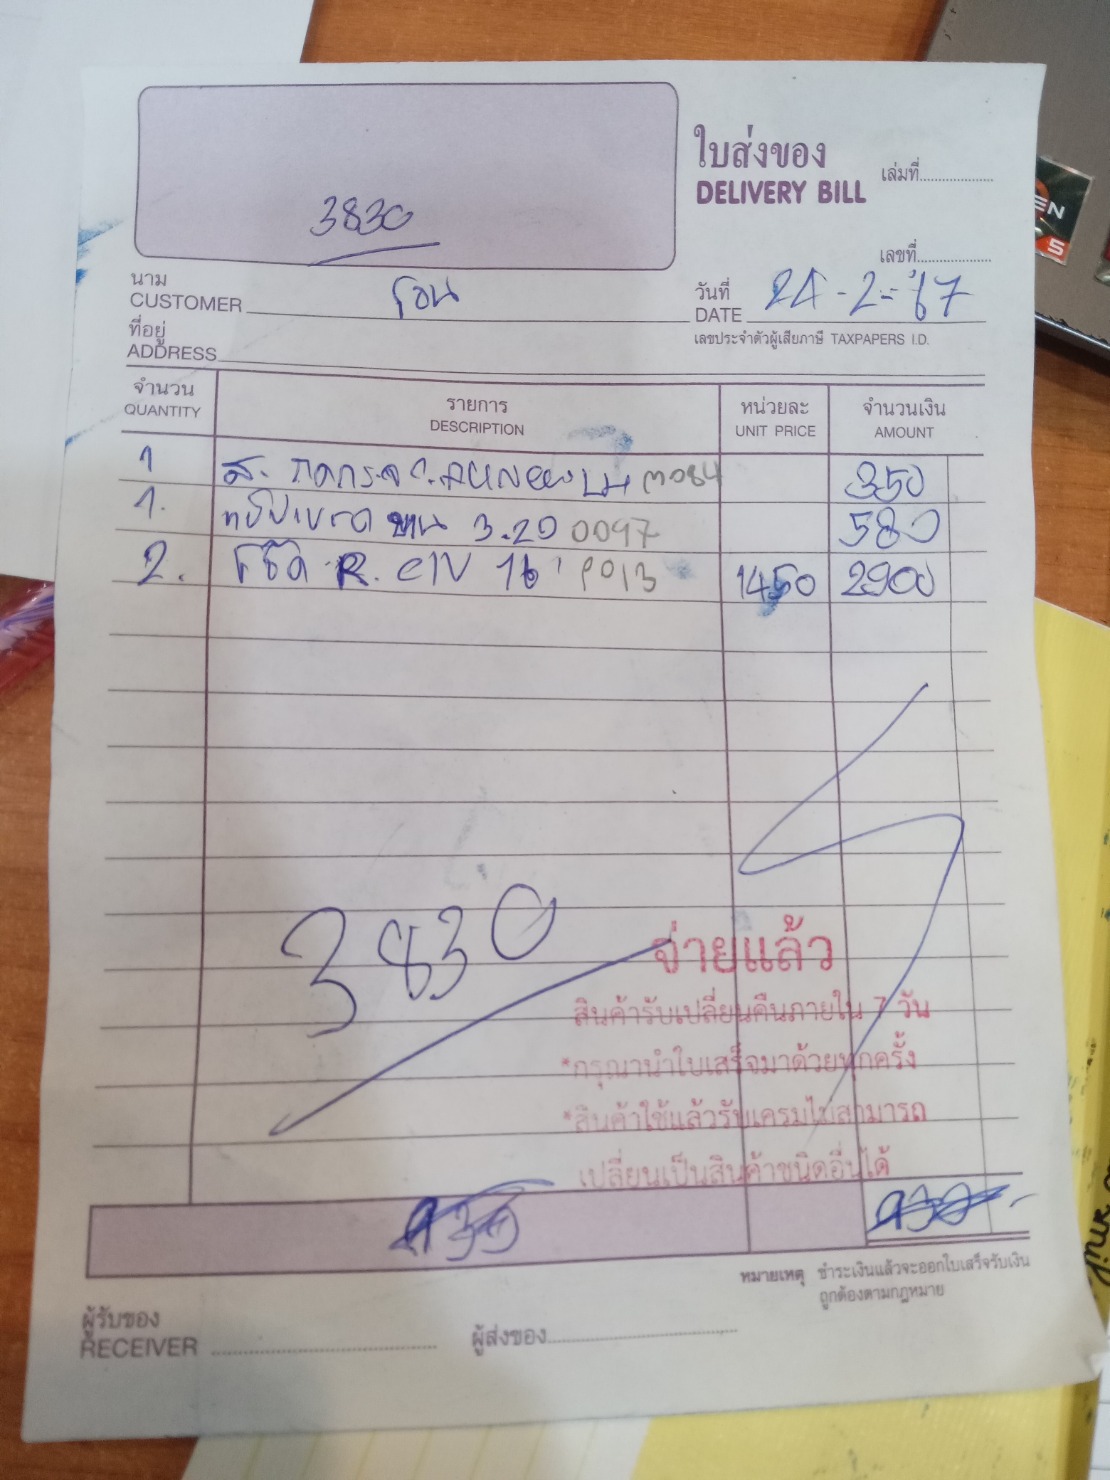 ใบส่งของ
DELIVERY BILL
เล่มที่
3830
เลขที่
นาม
CUSTOMER
วันที่
DATE 24-2-67
ที่อยู่
ADDRESS
เลขประจำตัวผู้เสียภาษี TAXPAPERS I.D.
จำนวน รายการ หน่วยละ จำนวนเงิน
QUANTITY DESCRIPTION UNIT PRICE AMOUNT
1 350
1. 3.20 0097 580
2. โช๊ค R. CIV 16' 1450 2900
3830
จ่ายแล้ว
สินค้ารับเปลี่ยนคืนภายใน 7 วัน
*กรุณานำใบเสร็จมาด้วยทุกครั้ง
*สินค้าใช้แล้วรับเครมไม่สามารถ
เปลี่ยนเป็นสินค้าชนิดอื่นได้
หมายเหตุ ชำระเงินแล้วจะออกใบเสร็จรับเงิน
ถูกต้องตามกฎหมาย
ผู้รับของ
RECEIVER
ผู้ส่งของ